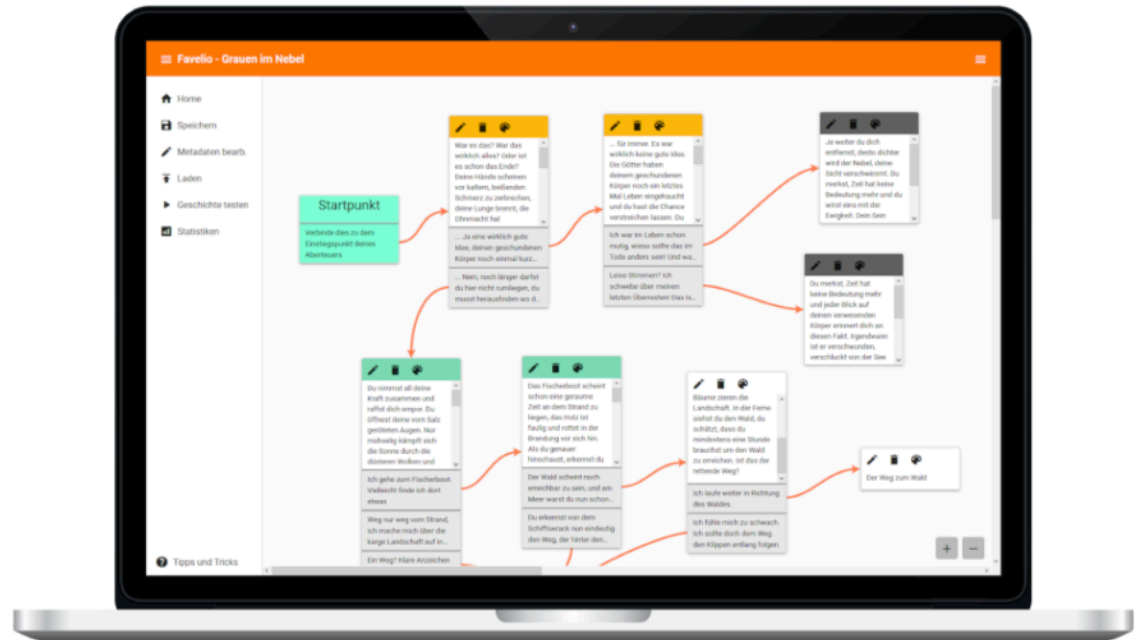 Favelio - Grauen im Nebel
Home
Speichern
Metadaten bearb.
Laden
Geschichte testen
Statistiken
Tipps und Tricks
Startpunkt
Verbinde dies zu dem
Einstiegspunkt deines
Abenteuers
War es das? War das
wirklich alles? Oder ist
es schon das Ende?
Deine Hände scheinen
vor kaltem, beißenden
Schmerz zu zerbrechen,
deine Lunge brennt, die
Ohnmacht hat
... Ja eine wirklich gute
Idee, deinen geschundenen
Körper noch einmal kurz...
... Nein, noch länger darfst
du hier nicht rumliegen, du
musst herausfinden wo d...
... für immer. Es war
wirklich keine gute Idee.
Die Götter haben
deinem geschundenen
Körper noch ein letztes
Mal Leben eingehaucht
und du hast die Chance
verstreichen lassen. Du
Ich war im Leben schon
mutig, wieso sollte das im
Tode anders sein! Und wa...
Leise Stimmen? Ich
schwebe über meinen
letzten Überresten! Das is...
Je weiter du dich
entfernst, desto dichter
wird der Nebel, deine
Sicht verschwimmt. Du
merkst, Zeit hat keine
Bedeutung mehr und du
wirst eins mit der
Ewigkeit. Dein Sein
Du merkst, Zeit hat
keine Bedeutung mehr
und jeder Blick auf
deinen verwesenden
Körper erinnert dich an
diesen Fakt. Irgendwann
ist er verschwunden,
verschluckt von der See
Du nimmst all deine
Kraft zusammen und
raffst dich empor. Du
öffnest deine vom Salz
geröteten Augen. Nur
mühselig kämpft sich
die Sonne durch die
düsteren Wolken und
Ich gehe zum Fischerboot.
Vielleicht finde ich dort
etwas
Weg nur weg vom Strand,
ich mache mich über die
karge Landschaft auf in...
Ein Weg? Klare Anzeichen
Das Fischerboot scheint
schon eine geraume
Zeit an dem Strand zu
liegen, das Holz ist
faulig und rottet in der
Brandung vor sich hin.
Als du genauer
hinschaust, erkennst du
Der Wald scheint noch
erreichbar zu sein, und am
Meer warst du nun schon...
Du erkennst von dem
Schiffswrack nun eindeutig
den Weg, der hinter den...
Bäume zieren die
Landschaft. In der Ferne
siehst du den Wald, du
schätzt, dass du
mindestens eine Stunde
brauchst um den Wald
zu erreichen. Ist das der
rettende Weg?
Ich laufe weiter in Richtung
des Waldes.
Ich fühle mich zu schwach.
Ich sollte doch dem Weg
den Klippen entlang folgen.
Der Weg zum Wald